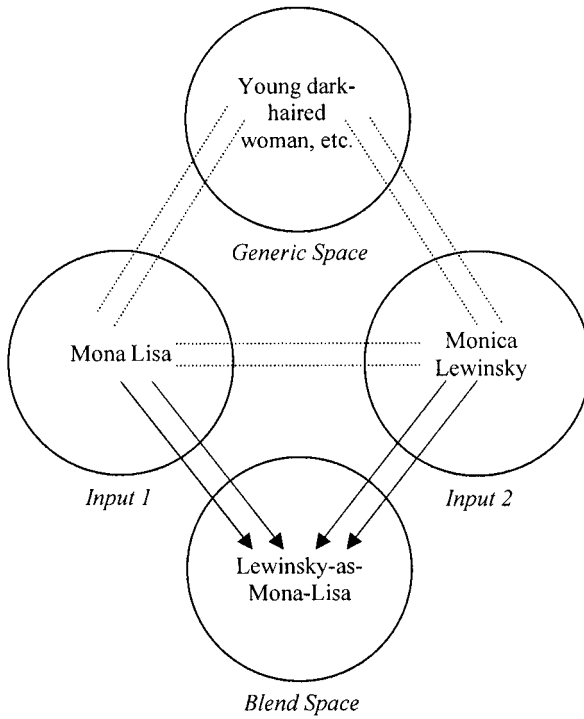 Young dark-
haired
woman, etc.
Generic Space
Mona Lisa
Monica
Lewinsky
Input 1
Input 2
Lewinsky-as-
Mona-Lisa
Blend Space